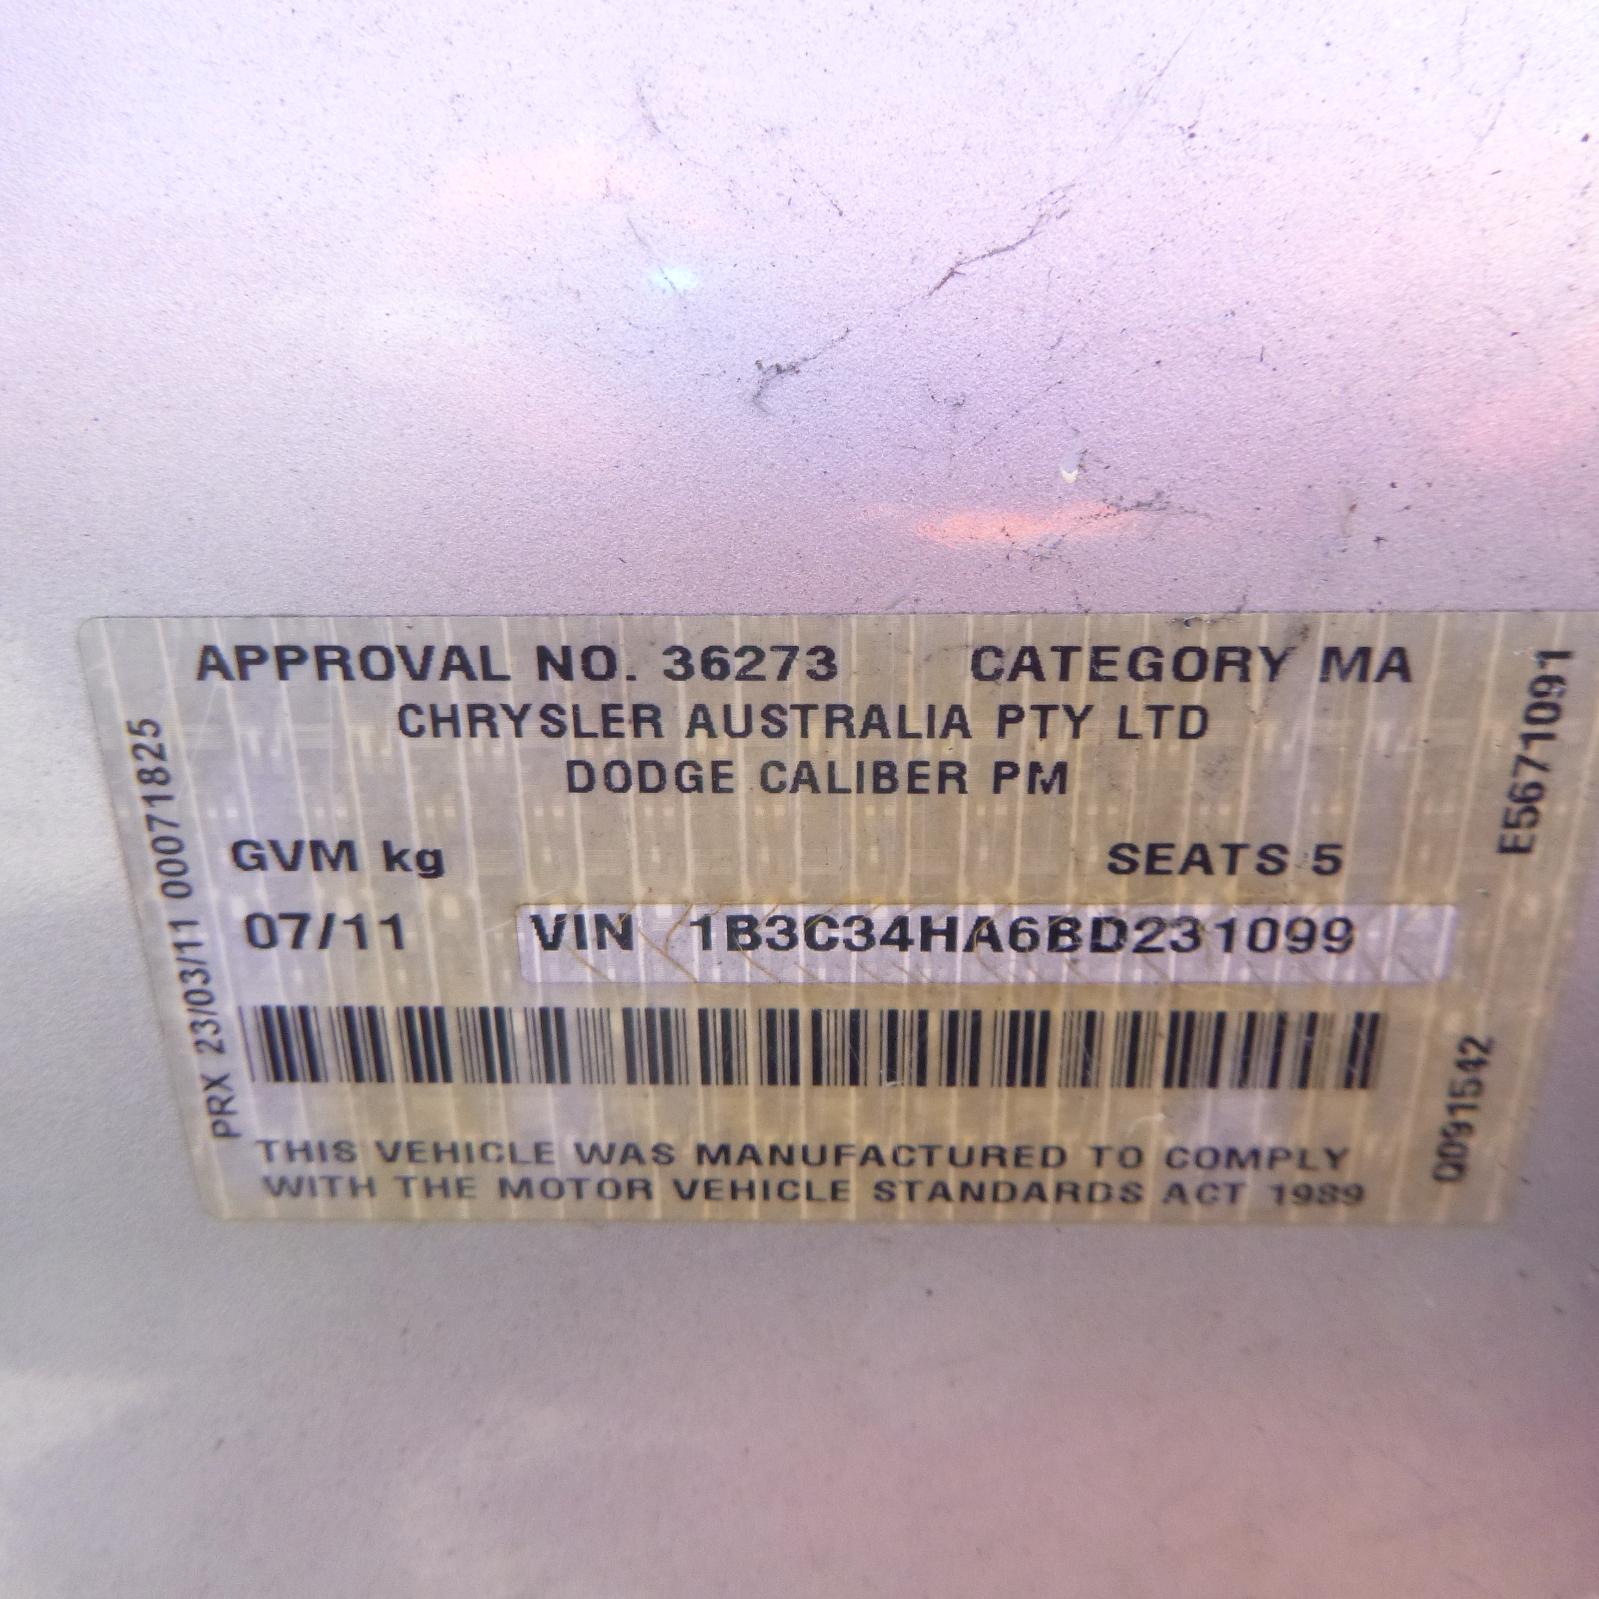 APPROVAL NO. 36273 CATEGORY MA
CHRYSLER AUSTRALIA PTY LTD
DODGE CALIBER PM
GVM kg SEATS 5
07/11 VIN 1B3C34HA6BD231099
THIS VEHICLE WAS MANUFACTURED TO COMPLY
WITH THE MOTOR VEHICLE STANDARDS ACT 1989
PRX 23/03/11 00071825
E5671091
Q091542